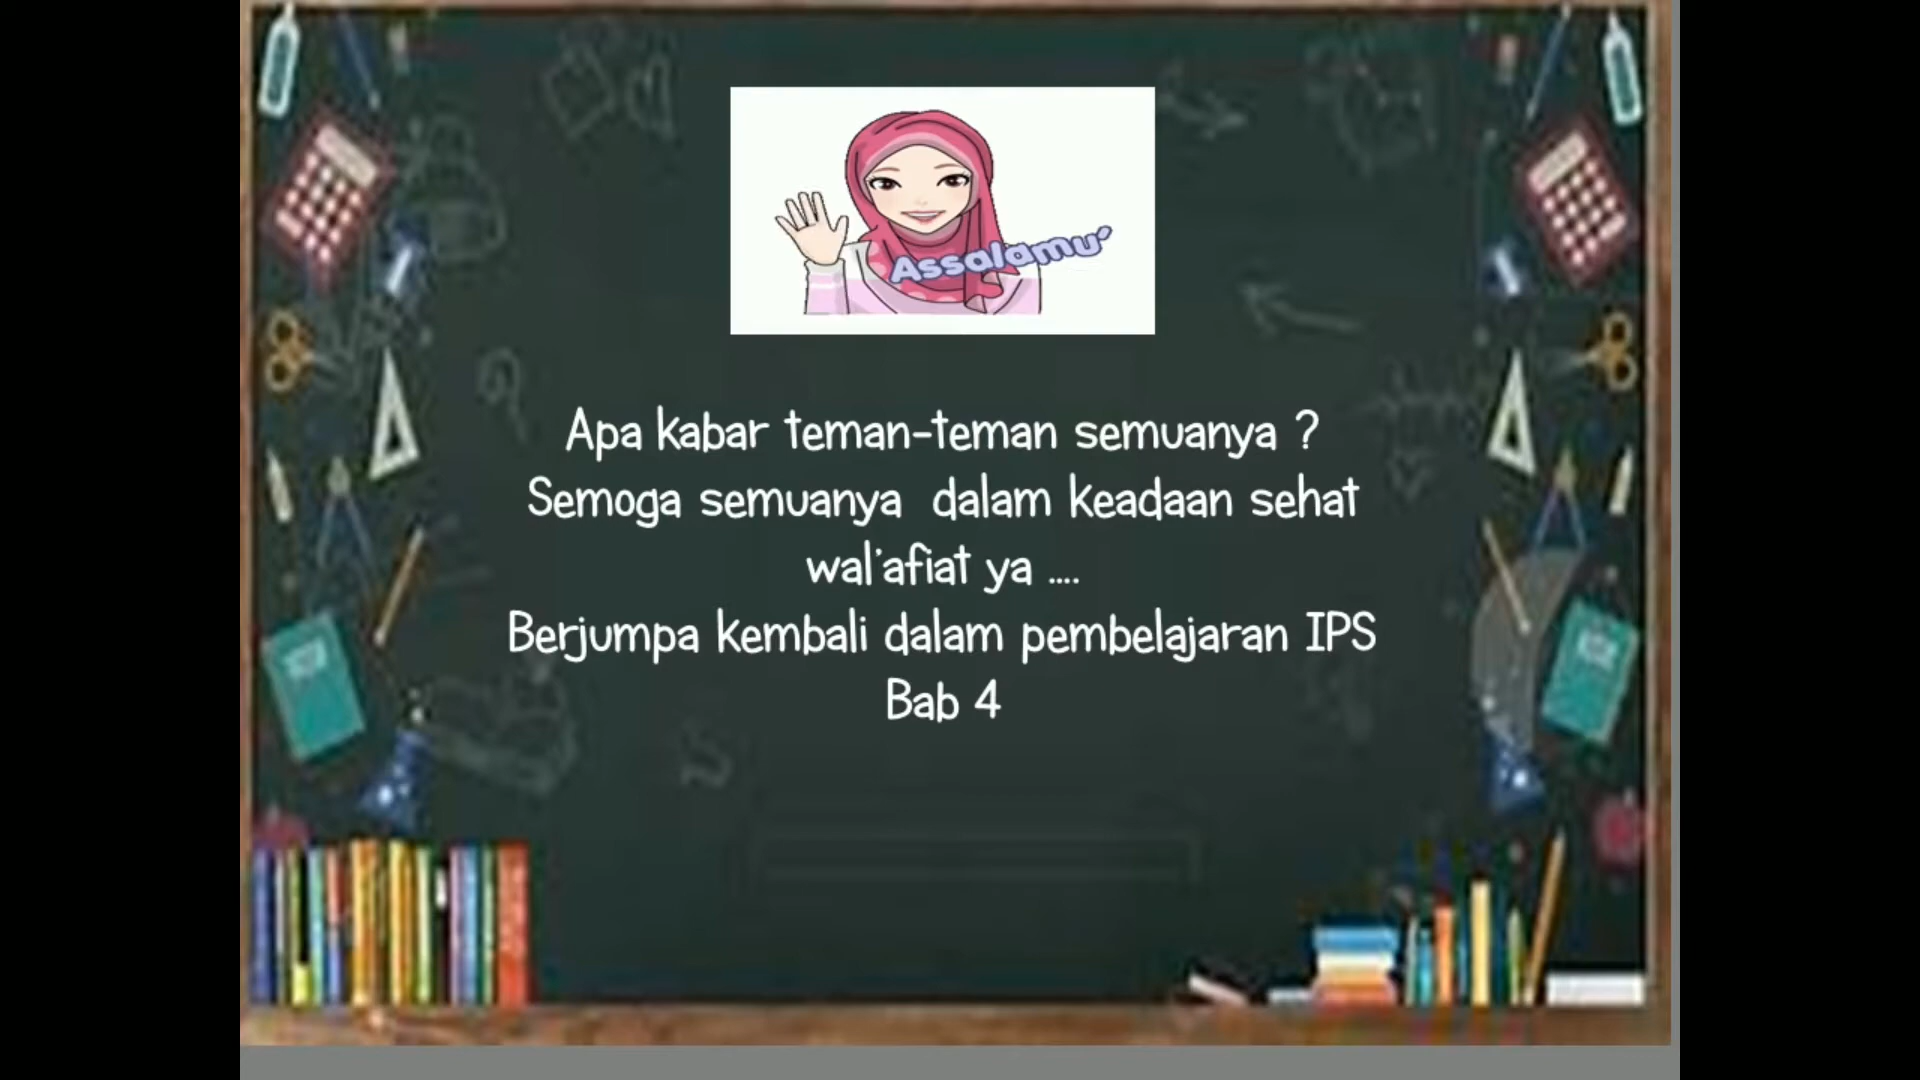 Assalamu'
Apa kabar teman-teman semuanya ?
Semoga semuanya dalam keadaan sehat
wal'afiat ya ....
Berjumpa kembali dalam pembelajaran IPS
Bab 4